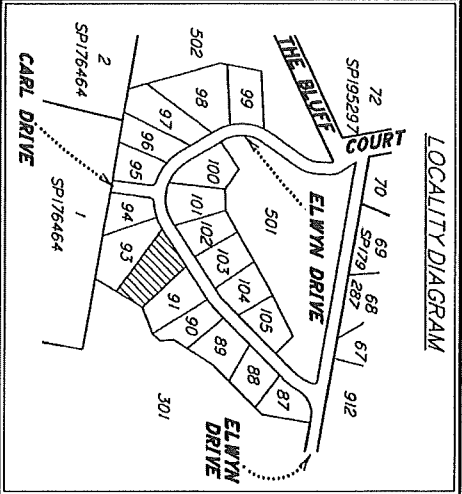 LOCALITY DIAGRAM
72
SP195297
THE BLUFF
COURT
70
69
SP179
287
68
67
912
502
99
98
97
96
95
2
SP176464
CARL DRIVE
ELWYN DRIVE
501
100
101
102
103
104
105
94
93
91
90
89
88
87
1
SP176464
301
ELWYN
DRIVE